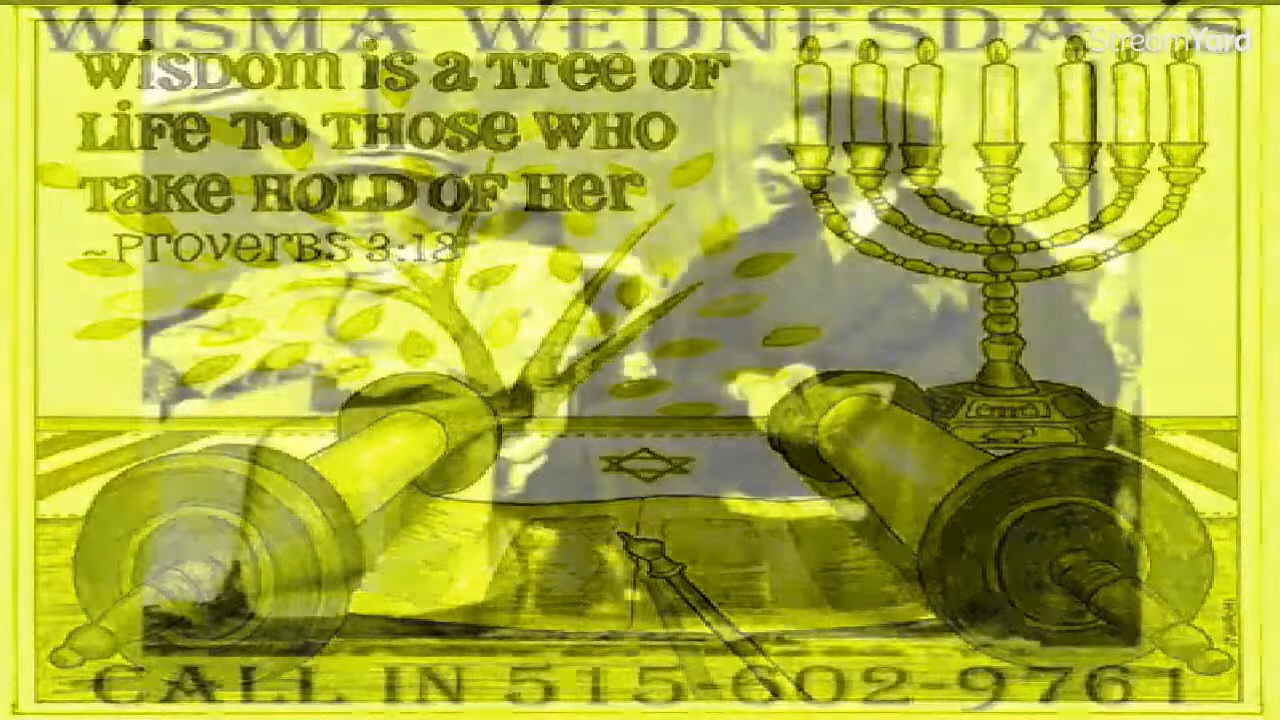 WISMA WEDNESDAYS
StreamYard
WisDom is a Tree OF
LiFe TO THOSE WHO
Take HOLD OF Her
~Proverbs 3:18
CALL IN 515-602-9761